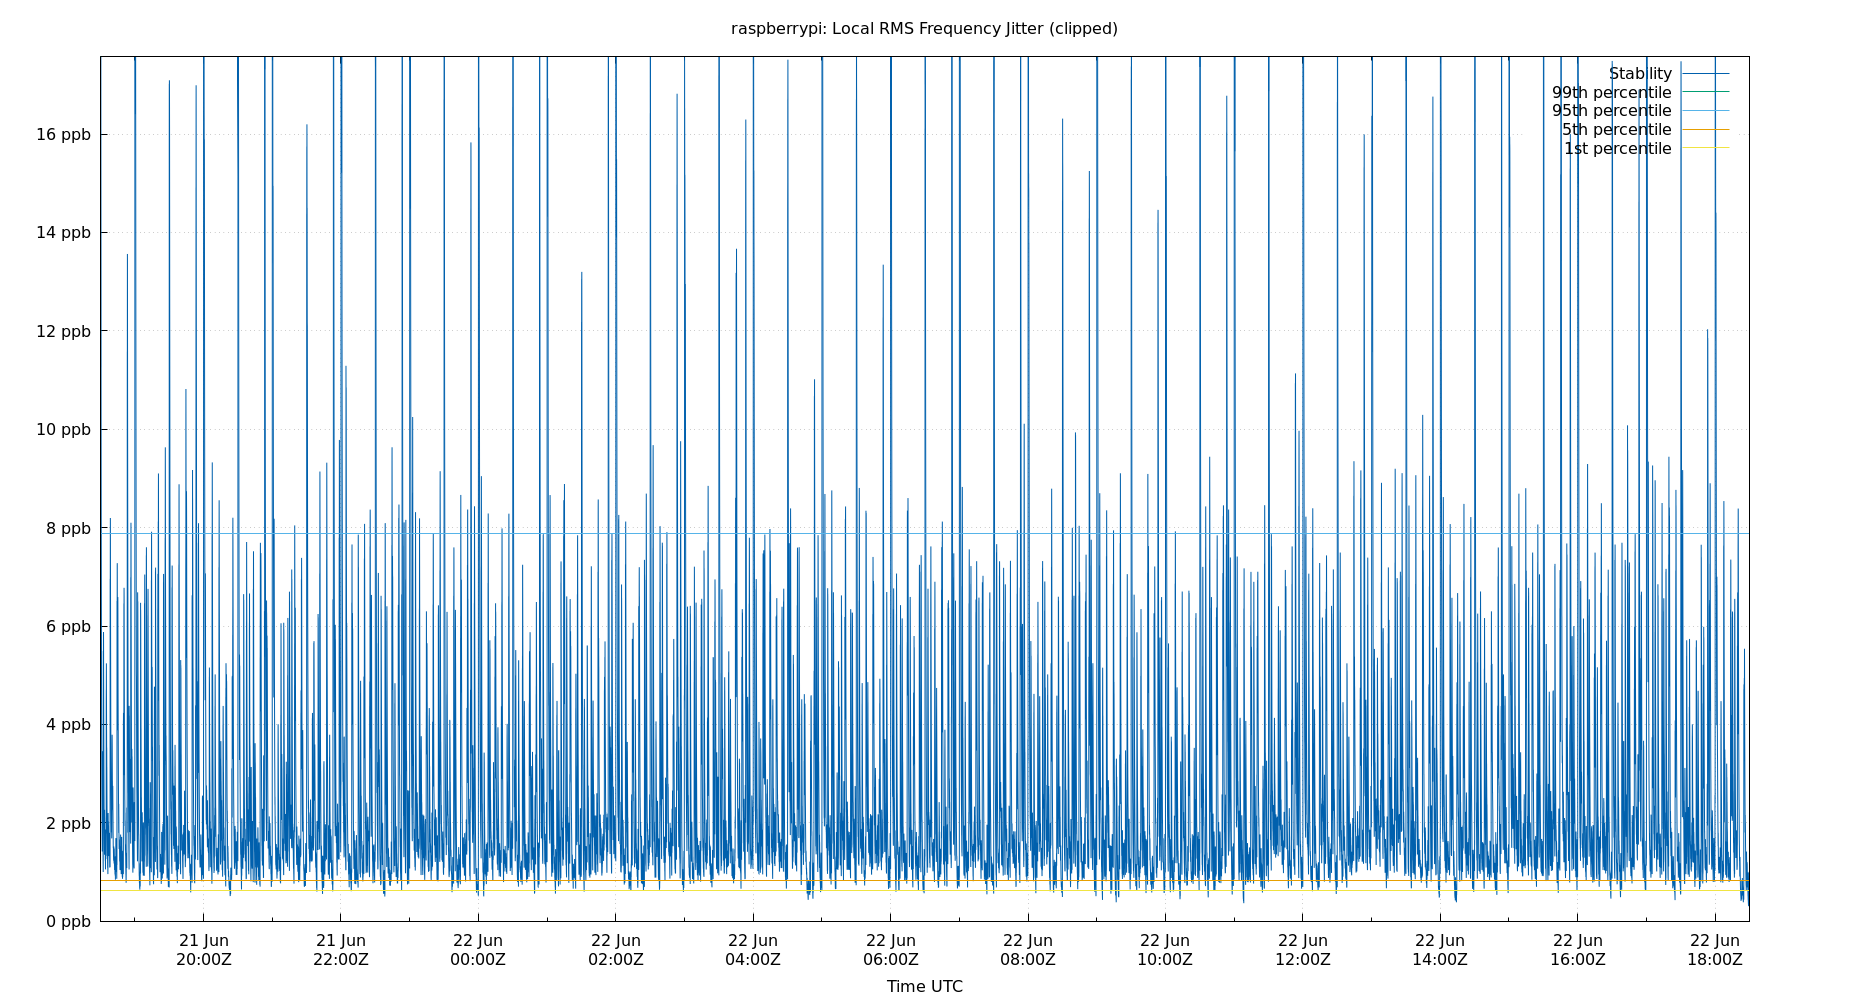 raspberrypi: Local RMS Frequency Jitter (clipped)
Stability
99th percentile
95th percentile
5th percentile
1st percentile
16 ppb
14 ppb
12 ppb
10 ppb
8 ppb
6 ppb
4 ppb
2 ppb
0 ppb
21 Jun 21 Jun 22 Jun 22 Jun 22 Jun 22 Jun 22 Jun 22 Jun 22 Jun 22 Jun 22 Jun 22 Jun
20:00Z 22:00Z 00:00Z 02:00Z 04:00Z 06:00Z 08:00Z 10:00Z 12:00Z 14:00Z 16:00Z 18:00Z
Time UTC